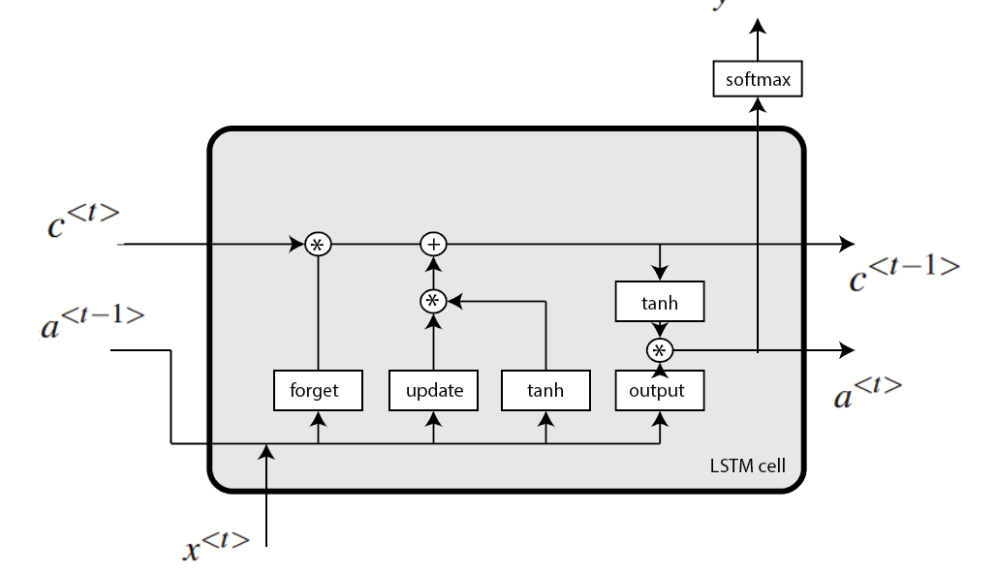 softmax
c<t>
c<t−1>
tanh
a<t−1>
a<t>
forget
update
tanh
output
LSTM cell
x<t>